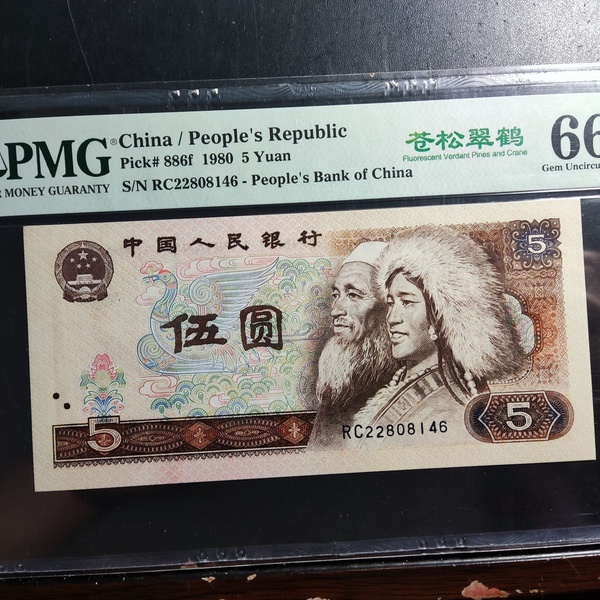 PMG®
PAPER MONEY GUARANTY
China / People's Republic
Pick# 886f 1980 5 Yuan
S/N RC22808146 - People's Bank of China
苍松翠鹤
Fluorescent Verdant Pines and Crane
66
Gem Uncircu
中国人民银行
5
伍圆
5
RC22808146
5